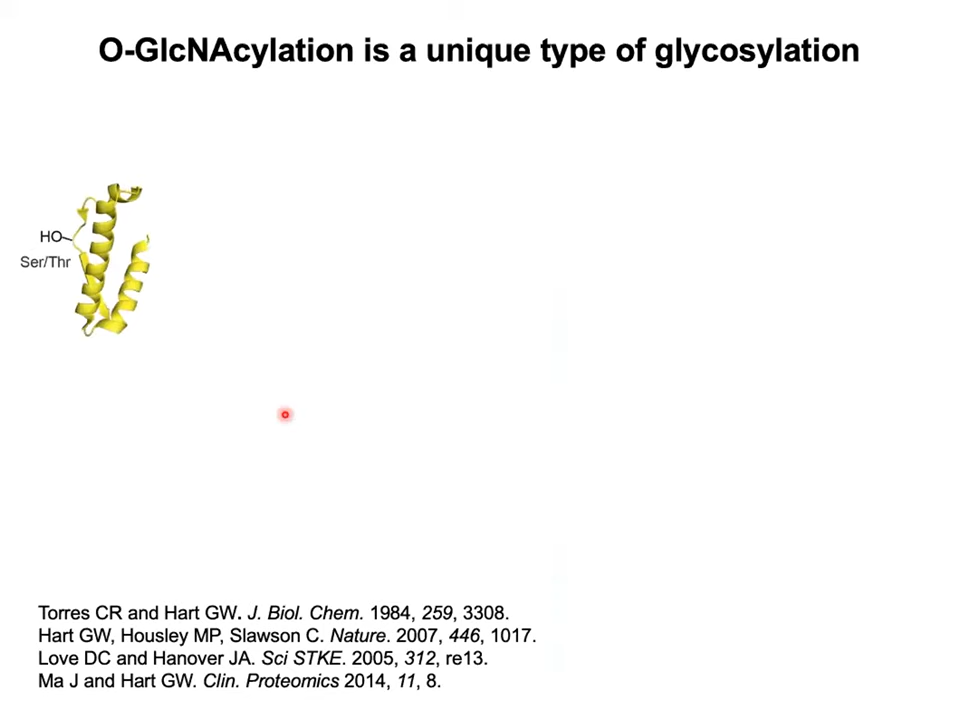 O-GlcNAcylation is a unique type of glycosylation
HO
Ser/Thr
Torres CR and Hart GW. J. Biol. Chem. 1984, 259, 3308.
Hart GW, Housley MP, Slawson C. Nature. 2007, 446, 1017.
Love DC and Hanover JA. Sci STKE. 2005, 312, re13.
Ma J and Hart GW. Clin. Proteomics 2014, 11, 8.